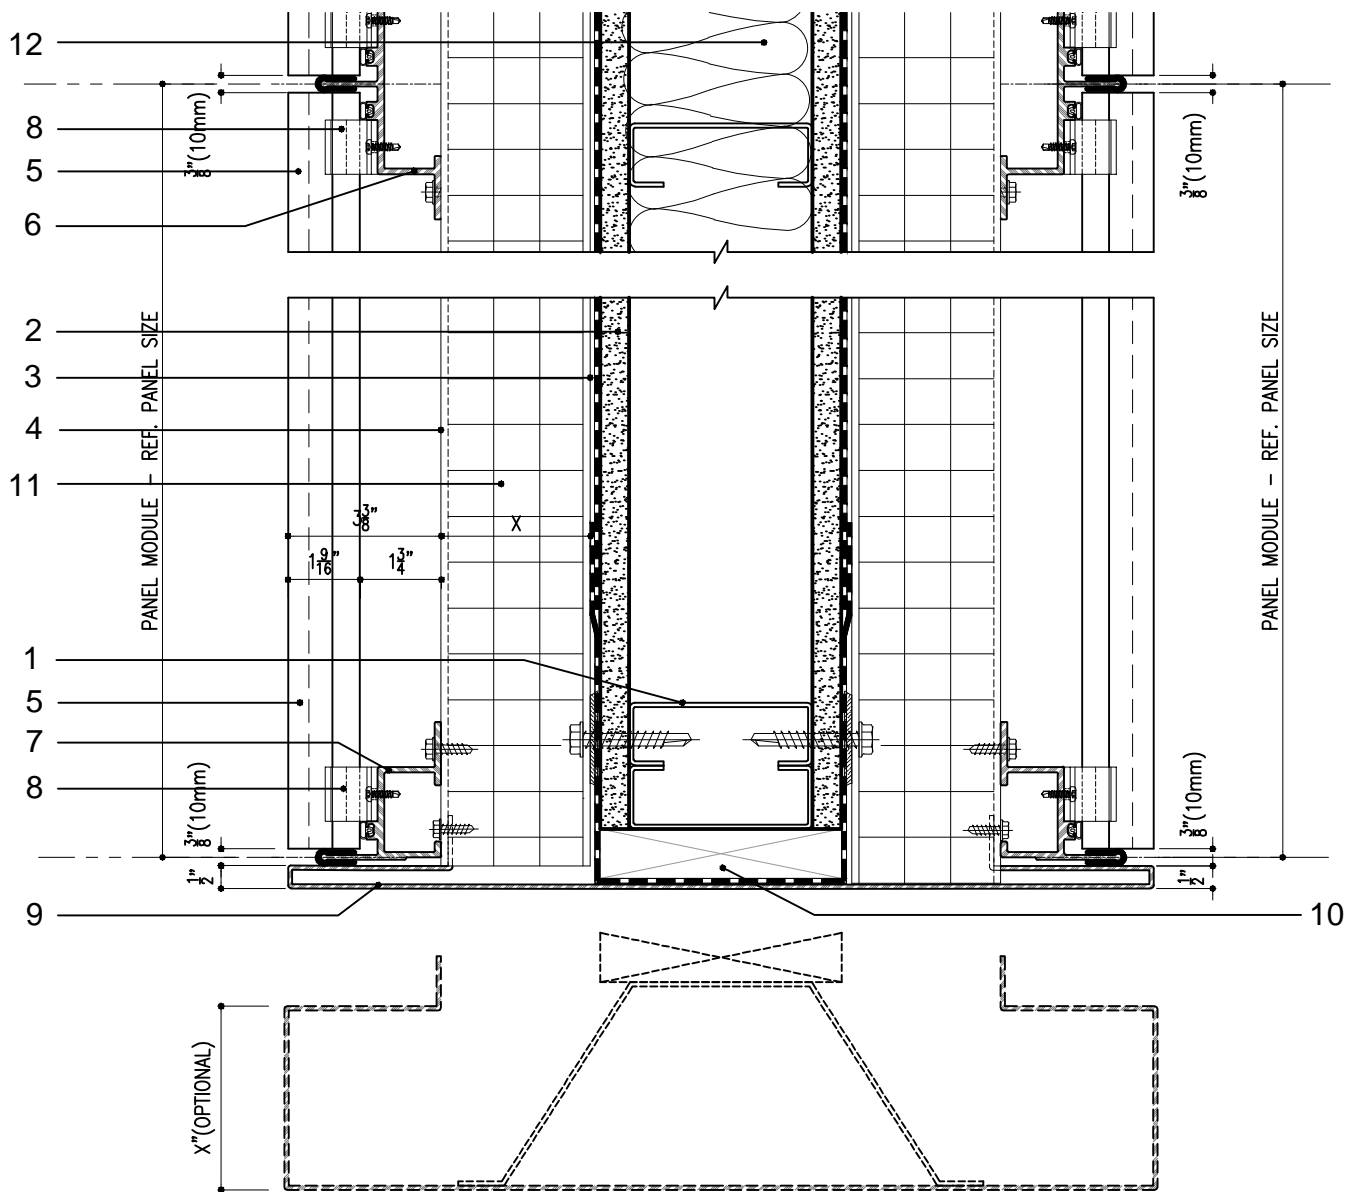 12
3/8"(10mm)
8
5
6
3/8"(10mm)
2
3
4
11
PANEL MODULE – REF. PANEL SIZE
PANEL MODULE – REF. PANEL SIZE
3 3/8"
X
1 9/16"
1 3/4"
1
5
7
8
3/8"(10mm)
3/8"(10mm)
1/2"
1/2"
9
10
X"(OPTIONAL)